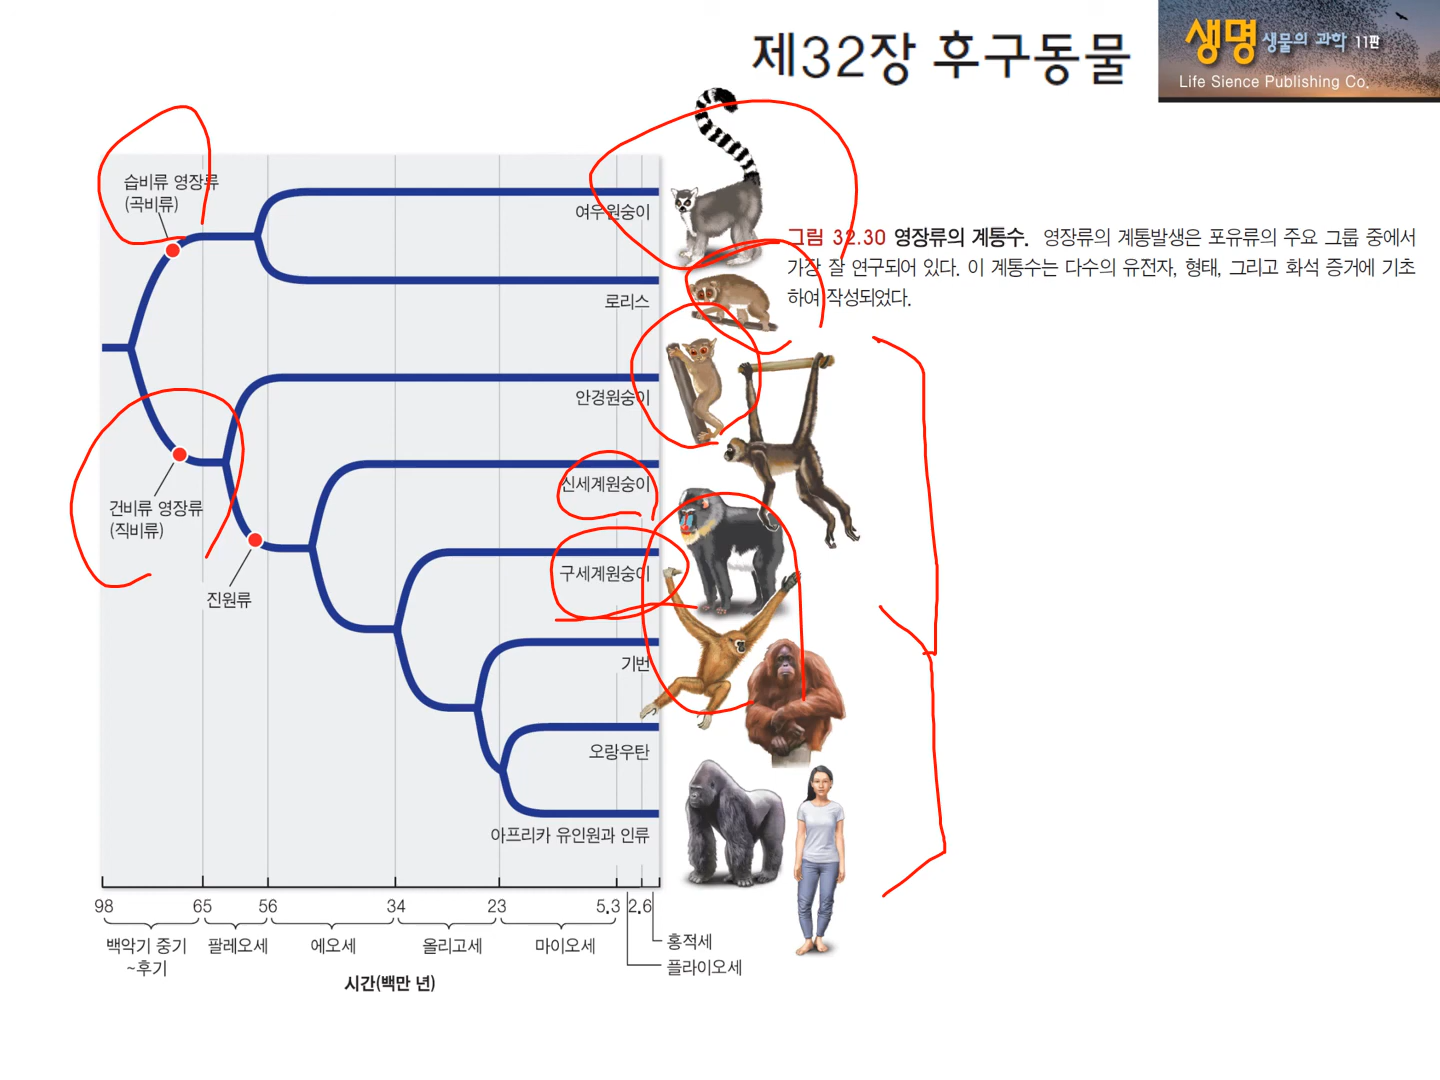 제32장 후구동물
생명 생물의 과학 11판
Life Sience Publishing Co.
습비류 영장류
(곡비류)
여우원숭이
그림 32.30 영장류의 계통수. 영장류의 계통발생은 포유류의 주요 그룹 중에서
가장 잘 연구되어 있다. 이 계통수는 다수의 유전자, 형태, 그리고 화석 증거에 기초
하여 작성되었다.
로리스
안경원숭이
신세계원숭이
건비류 영장류
(직비류)
구세계원숭이
진원류
기번
오랑우탄
아프리카 유인원과 인류
98 65 56 34 23 5.3 2.6
백악기 중기 팔레오세 에오세 올리고세 마이오세 홍적세
~후기 플라이오세
시간(백만 년)